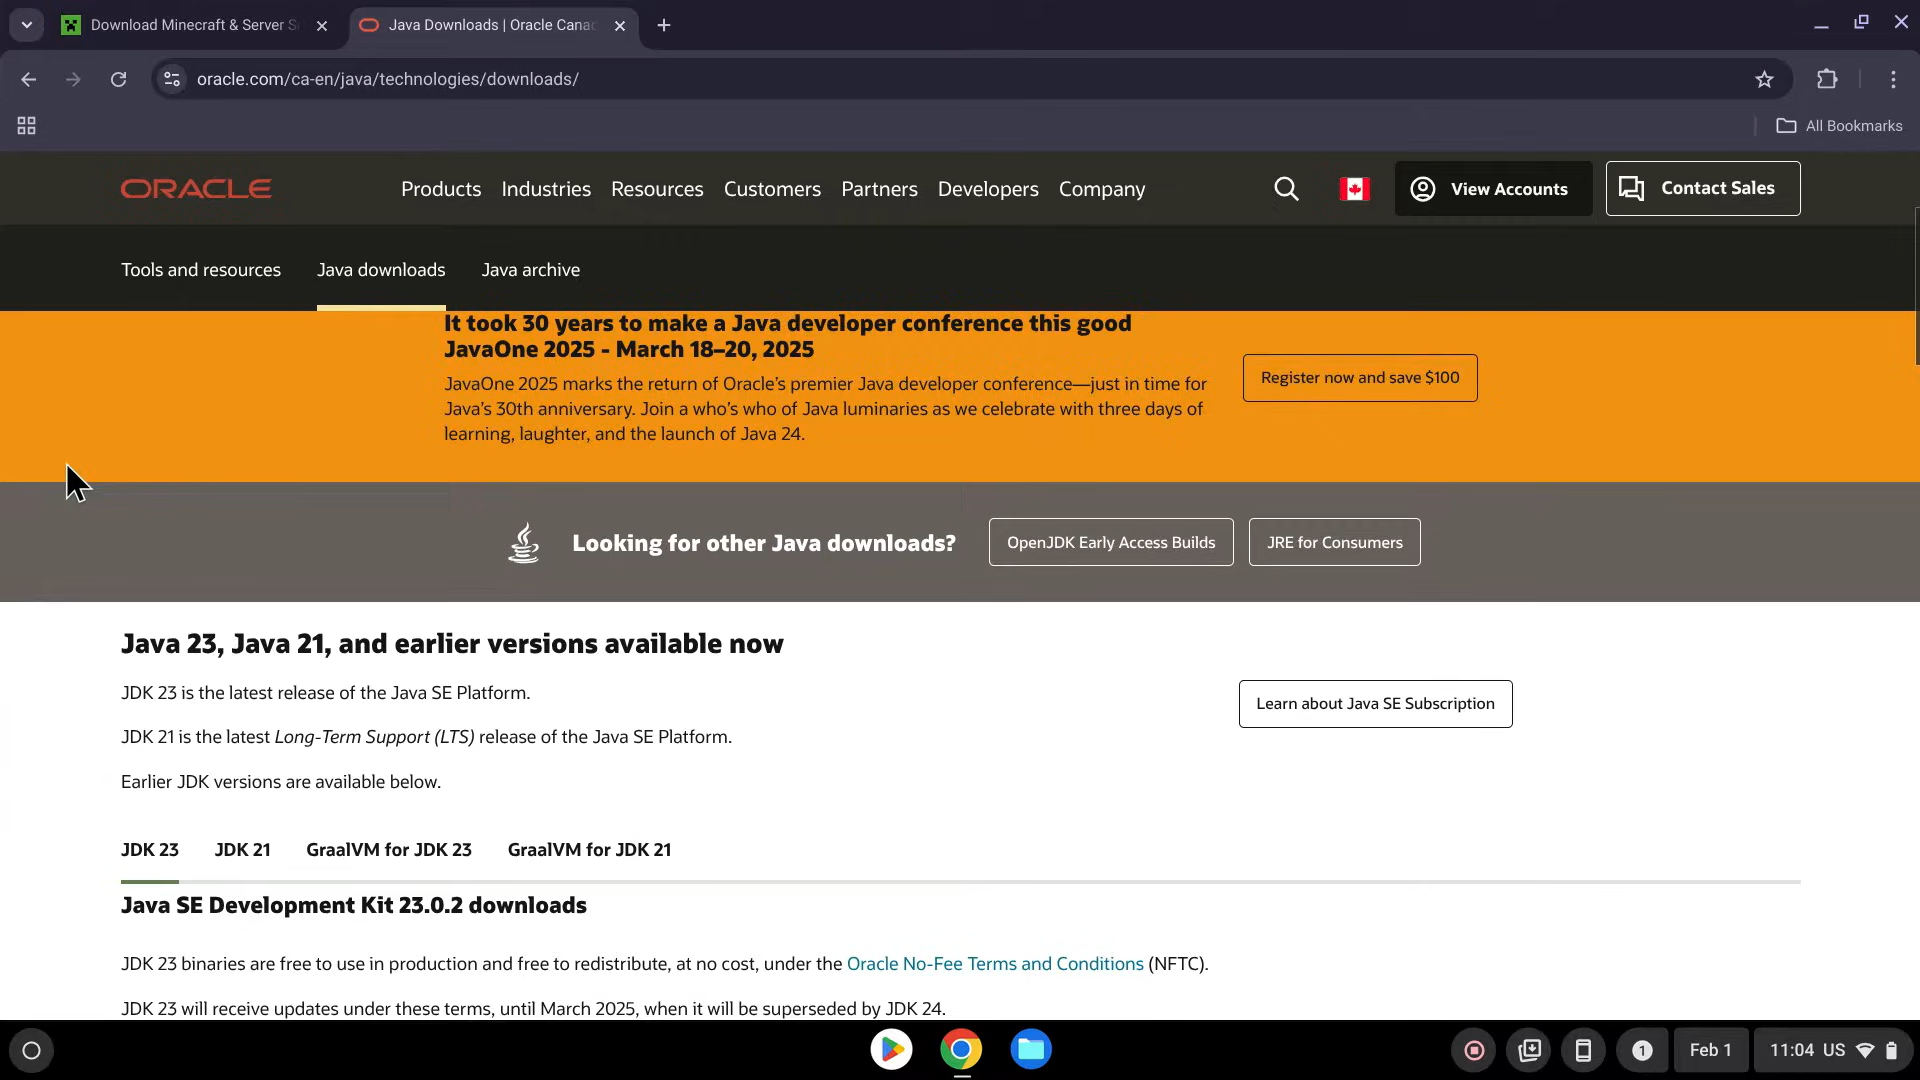 Download Minecraft & Server S
Java Downloads | Oracle Cana
oracle.com/ca-en/java/technologies/downloads/
All Bookmarks
ORACLE
Products
Industries
Resources
Customers
Partners
Developers
Company
View Accounts
Contact Sales
Tools and resources
Java downloads
Java archive
It took 30 years to make a Java developer conference this good
JavaOne 2025 - March 18–20, 2025
JavaOne 2025 marks the return of Oracle's premier Java developer conference—just in time for
Java's 30th anniversary. Join a who's who of Java luminaries as we celebrate with three days of
learning, laughter, and the launch of Java 24.
Register now and save $100
Looking for other Java downloads?
OpenJDK Early Access Builds
JRE for Consumers
Java 23, Java 21, and earlier versions available now
JDK 23 is the latest release of the Java SE Platform.
Learn about Java SE Subscription
JDK 21 is the latest Long-Term Support (LTS) release of the Java SE Platform.
Earlier JDK versions are available below.
JDK 23
JDK 21
GraalVM for JDK 23
GraalVM for JDK 21
Java SE Development Kit 23.0.2 downloads
JDK 23 binaries are free to use in production and free to redistribute, at no cost, under the Oracle No-Fee Terms and Conditions (NFTC).
JDK 23 will receive updates under these terms, until March 2025, when it will be superseded by JDK 24.
1
Feb 1
11:04 US